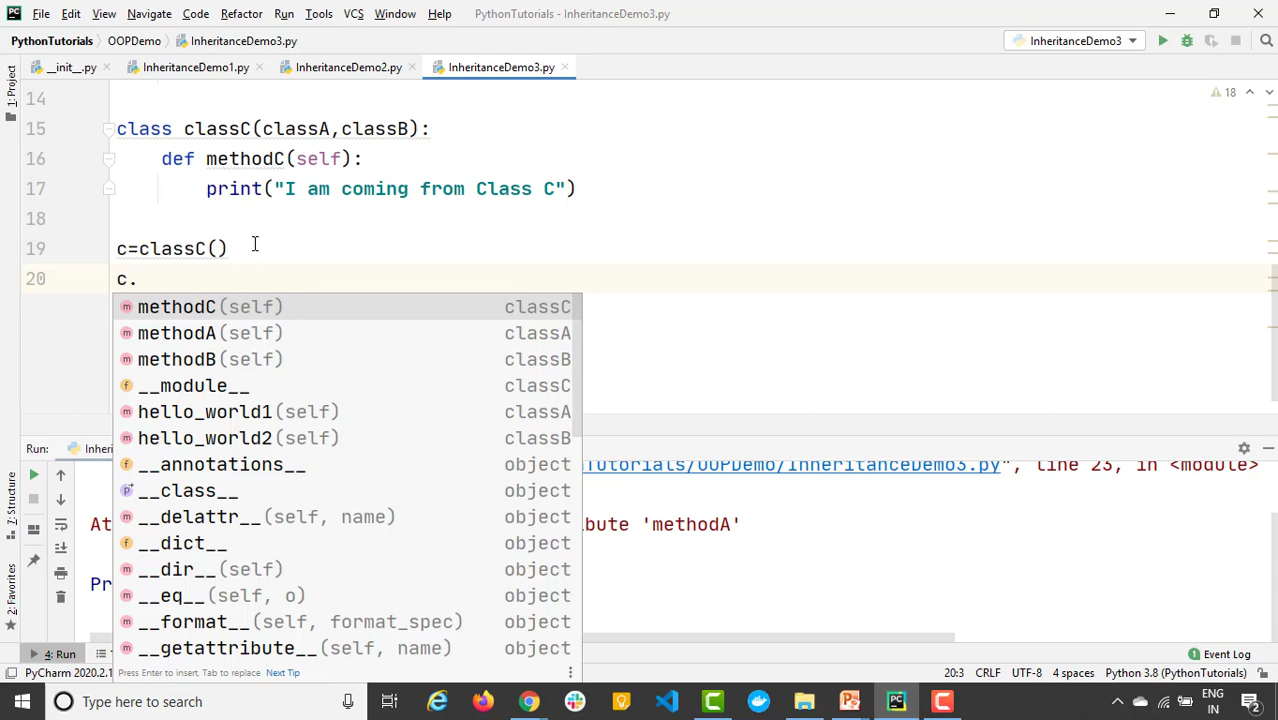 File Edit View Navigate Code Refactor Run Tools VCS Window Help PythonTutorials - InheritanceDemo3.py
PythonTutorials OOPDemo InheritanceDemo3.py InheritanceDemo3
__init__.py InheritanceDemo1.py InheritanceDemo2.py InheritanceDemo3.py
1: Project
14
18
15 class classC(classA,classB):
16 def methodC(self):
17 print("I am coming from Class C")
18
19 c=classC()
20 c.
methodC(self) classC
methodA(self) classA
methodB(self) classB
__module__ classC
hello_world1(self) classA
hello_world2(self) classB
__annotations__ object
__class__ object
__delattr__(self, name) object
__dict__ object
__dir__(self) object
__eq__(self, o) object
__format__(self, format_spec) object
__getattribute__(self, name) object
Press Enter to insert, Tab to replace Next Tip
Run: Inheri
Tutorials/OOPDemo/InheritanceDemo3.py", line 23, in <module>
At bute 'methodA'
Pr
7: Structure
2: Favorites
4: Run Event Log
PyCharm 2020.2.1 20:3 CRLF UTF-8 4 spaces Python 3.8 (PythonTutorials)
Type here to search ENG
IN 2